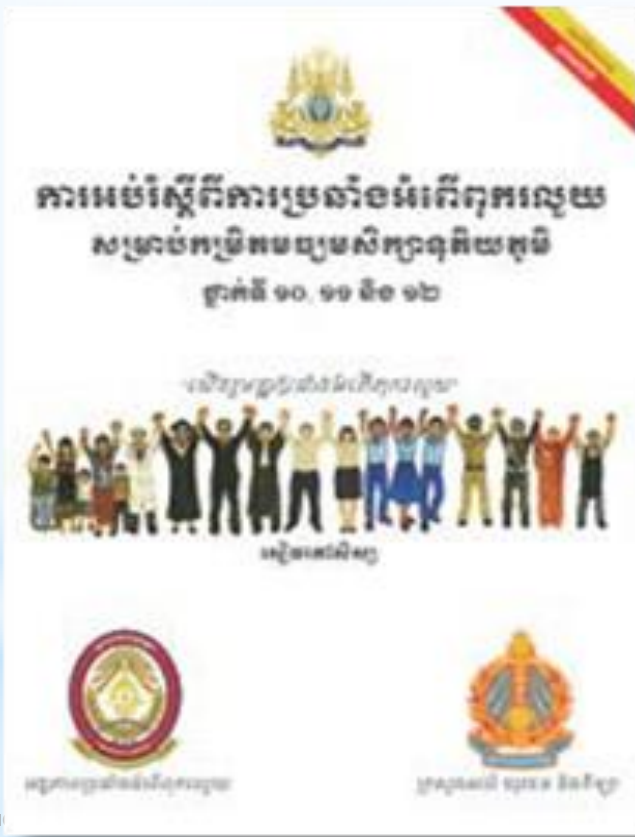 ការអប់រំស្តីពីការប្រឆាំងអំពើពុករលួយ
សម្រាប់កម្រិតមធ្យមសិក្សាទុតិយភូមិ
ថ្នាក់ទី ១០, ១១ និង ១២
សៀវភៅសិស្ស
អង្គភាពប្រឆាំងអំពើពុករលួយ
ក្រសួងអប់រំ យុវជន និងកីឡា